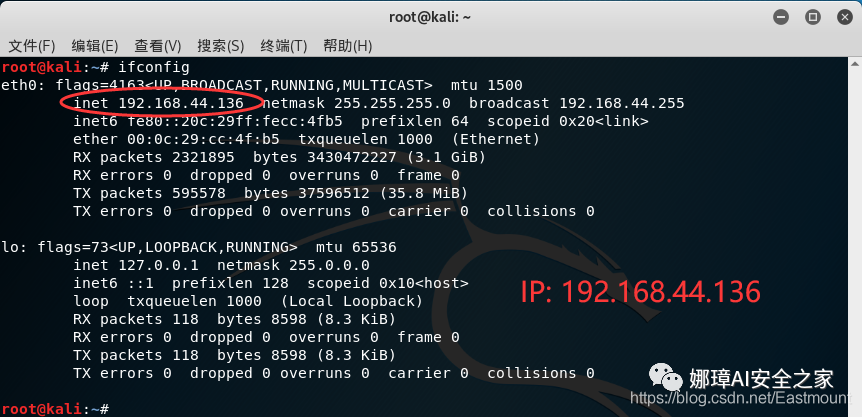 root@kali: ~
文件(F) 编辑(E) 查看(V) 搜索(S) 终端(T) 帮助(H)
root@kali:~# ifconfig
eth0: flags=4163<UP,BROADCAST,RUNNING,MULTICAST>  mtu 1500
        inet 192.168.44.136  netmask 255.255.255.0  broadcast 192.168.44.255
        inet6 fe80::20c:29ff:fecc:4fb5  prefixlen 64  scopeid 0x20<link>
        ether 00:0c:29:cc:4f:b5  txqueuelen 1000  (Ethernet)
        RX packets 2321895  bytes 3430472227 (3.1 GiB)
        RX errors 0  dropped 0  overruns 0  frame 0
        TX packets 595578  bytes 37596512 (35.8 MiB)
        TX errors 0  dropped 0 overruns 0  carrier 0  collisions 0
lo: flags=73<UP,LOOPBACK,RUNNING>  mtu 65536
        inet 127.0.0.1  netmask 255.0.0.0
        inet6 ::1  prefixlen 128  scopeid 0x10<host>
        loop  txqueuelen 1000  (Local Loopback)
        RX packets 118  bytes 8598 (8.3 KiB)
        RX errors 0  dropped 0  overruns 0  frame 0
        TX packets 118  bytes 8598 (8.3 KiB)
        TX errors 0  dropped 0 overruns 0  carrier 0  collisions 0
IP: 192.168.44.136
娜璋AI安全之家
https://blog.csdn.net/Eastmount
root@kali:~#